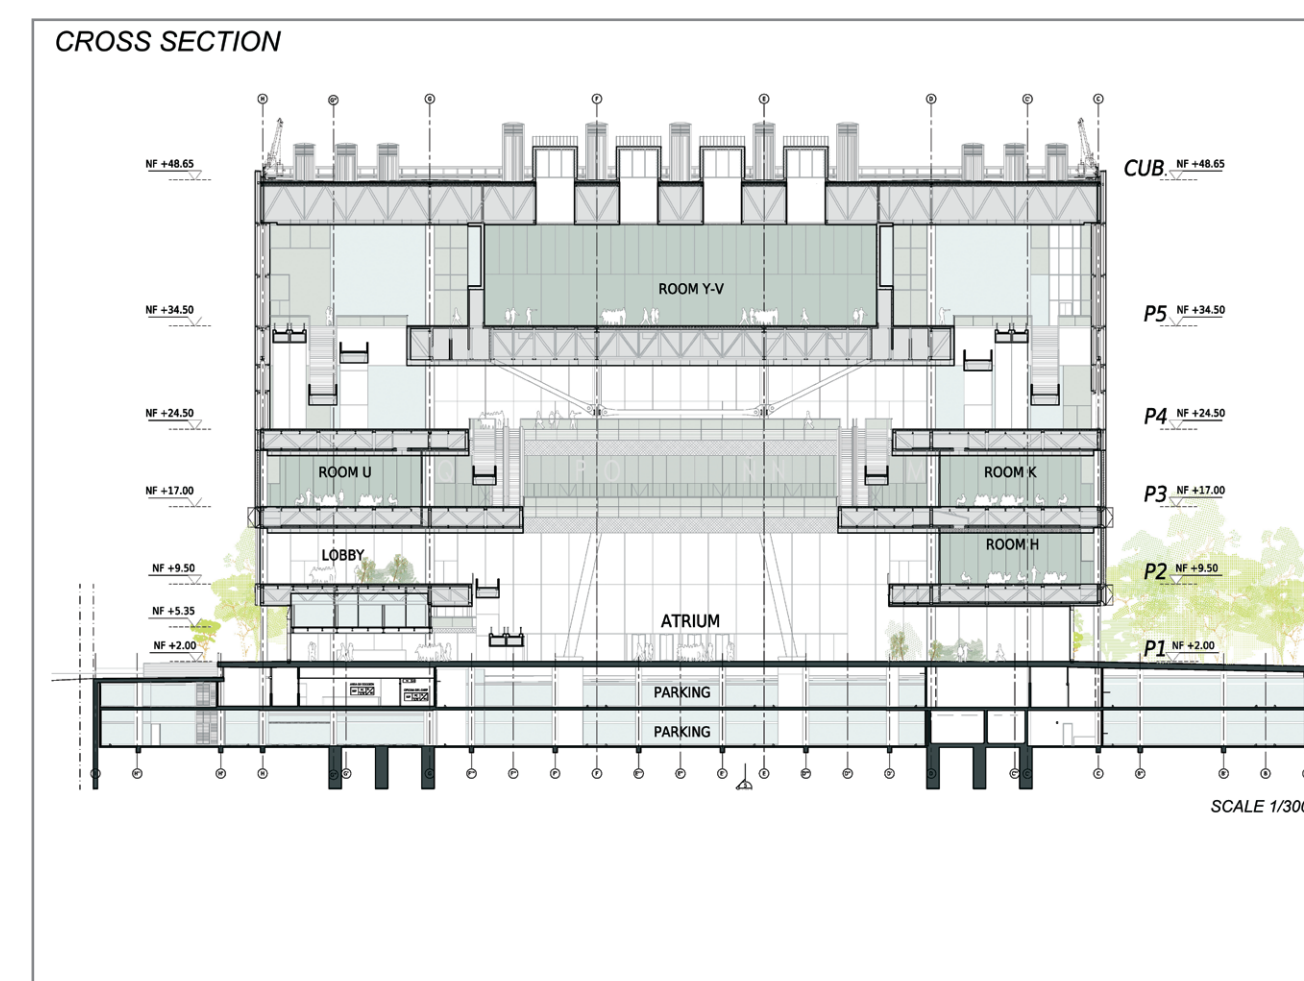 CROSS SECTION
H G' G F E D C' C
NF +48.65
CUB. NF +48.65
ROOM Y-V
NF +34.50
P5 NF +34.50
NF +24.50
P4 NF +24.50
ROOM U
ROOM K
NF +17.00
P3 NF +17.00
ROOM H
LOBBY
NF +9.50
P2 NF +9.50
NF +5.35
ATRIUM
NF +2.00
P1 NF +2.00
PARKING
PARKING
SCALE 1/300